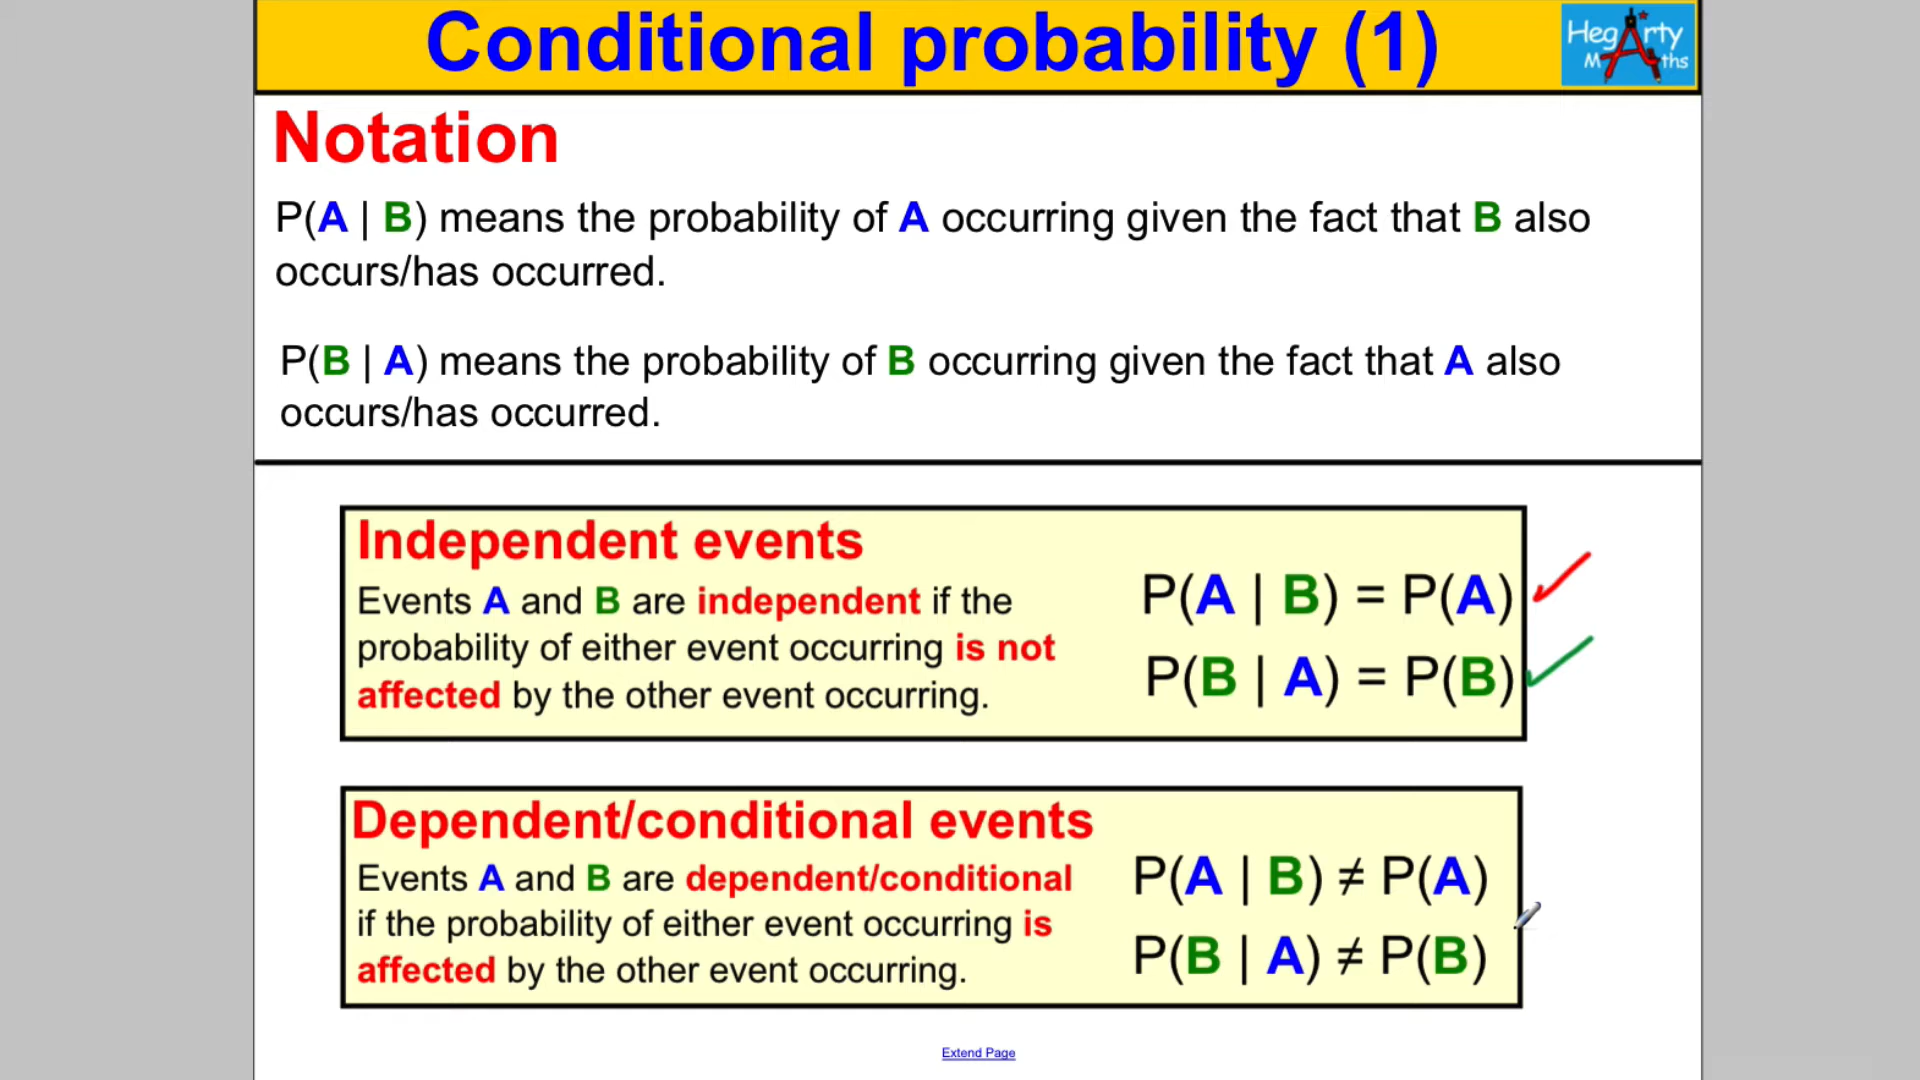 Conditional probability (1)
HegArty
MAths
Notation
P(A | B) means the probability of A occurring given the fact that B also
occurs/has occurred.
P(B | A) means the probability of B occurring given the fact that A also
occurs/has occurred.
Independent events
Events A and B are independent if the
probability of either event occurring is not
affected by the other event occurring.
P(A | B) = P(A)
P(B | A) = P(B)
Dependent/conditional events
Events A and B are dependent/conditional
if the probability of either event occurring is
affected by the other event occurring.
P(A | B) ≠ P(A)
P(B | A) ≠ P(B)
Extend Page